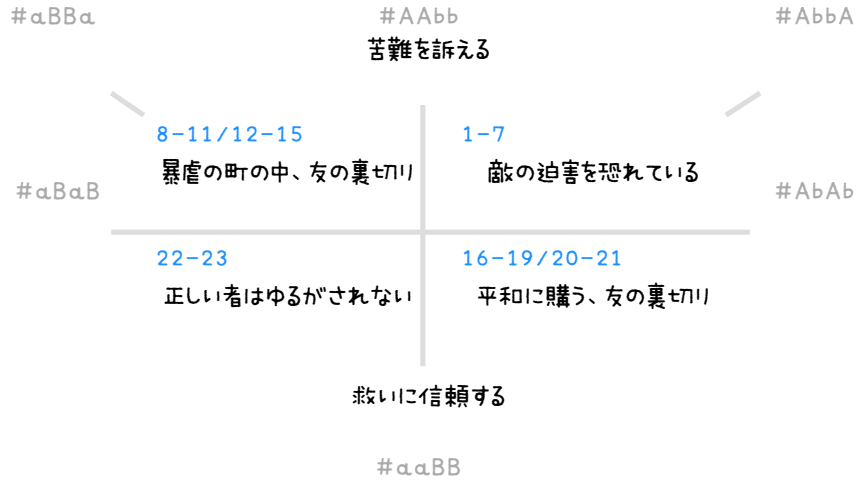 #aBBa
#AAbb
#AbbA
苦難を訴える
8-11/12-15
1-7
暴虐の町の中、友の裏切り
敵の迫害を恐れている
#aBaB
#AbAb
22-23
16-19/20-21
正しい者はゆるがされない
平和に購う、友の裏切り
救いに信頼する
#aaBB